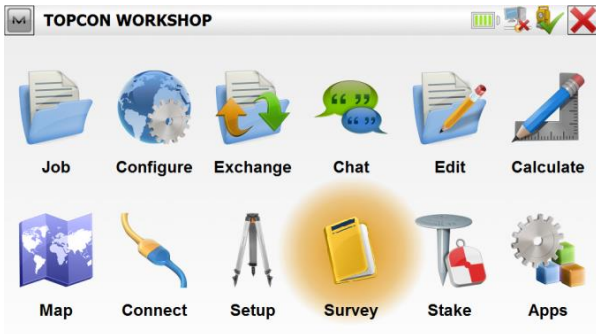 TOPCON WORKSHOP
Job Configure Exchange Chat Edit Calculate
Map Connect Setup Survey Stake Apps